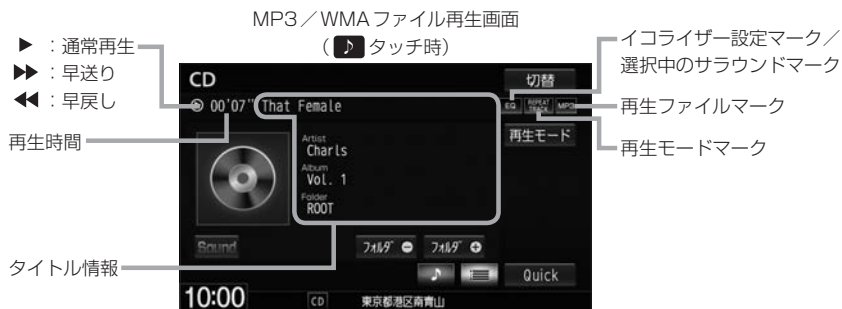 MP3／WMAファイル再生画面
（♪タッチ時）
▶ ：通常再生
▶▶ ：早送り
◀◀ ：早戻し
再生時間
タイトル情報
イコライザー設定マーク／
選択中のサラウンドマーク
再生ファイルマーク
再生モードマーク
CD
切替
00'07" That Female
EQ
REPEAT
TRACK
MP3
再生モード
Artist
Charls
Album
Vol. 1
Folder
ROOT
Sound
フォルダ −
フォルダ ＋
♪
Quick
10:00
CD
東京都港区南青山